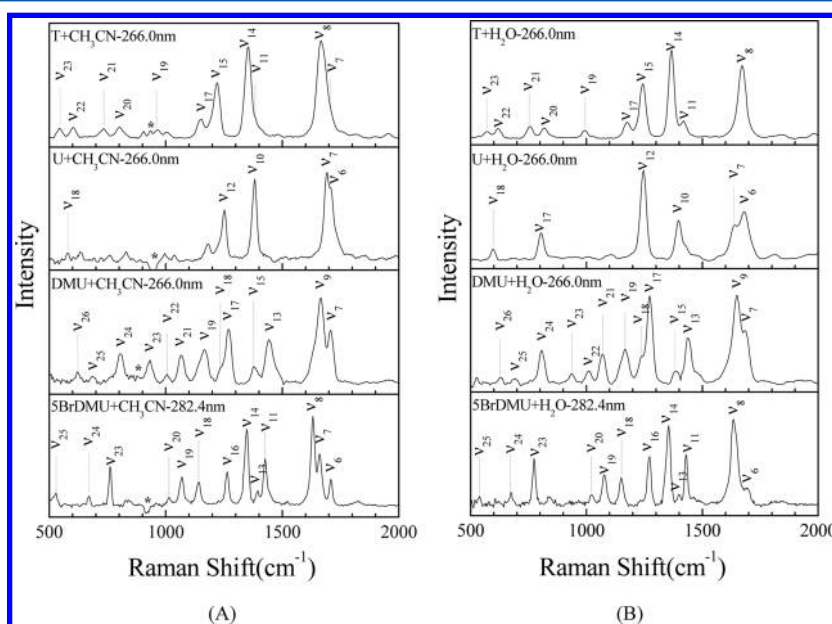 T+CH₃CN-266.0nm
ν₂₃ ν₂₂ ν₂₁ ν₂₀ * ν₁₉ ν₁₇ ν₁₅ ν₁₄ ν₁₁ ν₈ ν₇
U+CH₃CN-266.0nm
ν₁₈ * ν₁₂ ν₁₀ ν₇ ν₆
DMU+CH₃CN-266.0nm
ν₂₆ ν₂₅ ν₂₄ * ν₂₃ ν₂₂ ν₂₁ ν₁₉ ν₁₈ ν₁₇ ν₁₅ ν₁₃ ν₉ ν₇
5BrDMU+CH₃CN-282.4nm
ν₂₅ ν₂₄ ν₂₃ * ν₂₀ ν₁₉ ν₁₈ ν₁₆ ν₁₄ ν₁₃ ν₁₁ ν₈ ν₇ ν₆
Intensity
500 1000 1500 2000
Raman Shift(cm⁻¹)
(A)
T+H₂O-266.0nm
ν₂₃ ν₂₂ ν₂₁ ν₂₀ ν₁₉ ν₁₇ ν₁₅ ν₁₄ ν₁₁ ν₈
U+H₂O-266.0nm
ν₁₈ ν₁₇ ν₁₂ ν₁₀ ν₇ ν₆
DMU+H₂O-266.0nm
ν₂₆ ν₂₅ ν₂₄ ν₂₃ ν₂₂ ν₂₁ ν₁₉ ν₁₈ ν₁₇ ν₁₅ ν₁₃ ν₉ ν₇
5BrDMU+H₂O-282.4nm
ν₂₅ ν₂₄ ν₂₃ ν₂₀ ν₁₉ ν₁₈ ν₁₆ ν₁₄ ν₁₃ ν₁₁ ν₈ ν₆
Intensity
500 1000 1500 2000
Raman Shift(cm⁻¹)
(B)